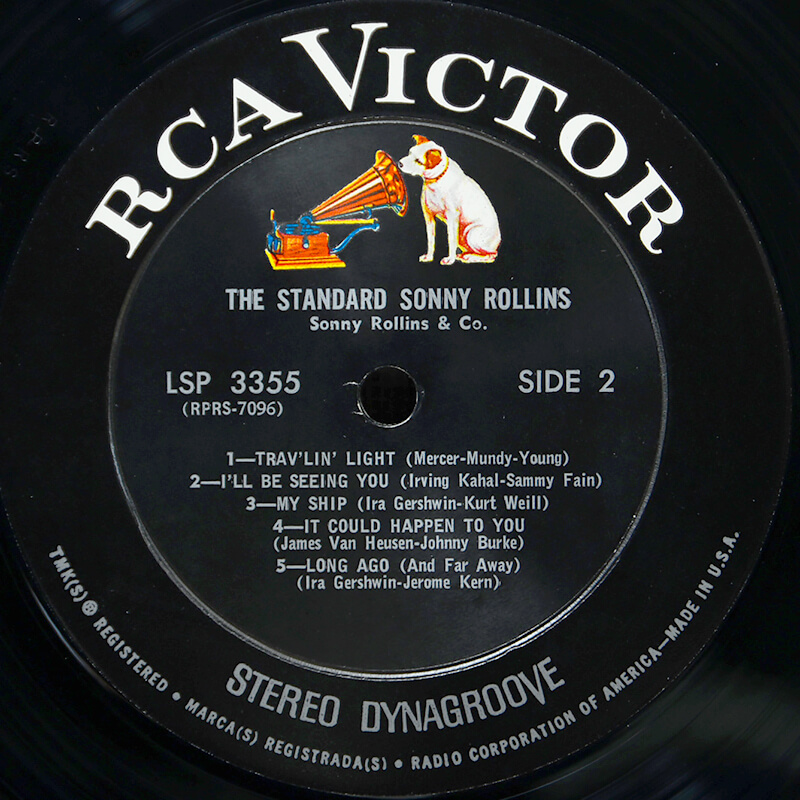 RCA VICTOR
THE STANDARD SONNY ROLLINS
Sonny Rollins & Co.
LSP 3355
(RPRS-7096)
SIDE 2
1—TRAV'LIN' LIGHT (Mercer-Mundy-Young)
2—I'LL BE SEEING YOU (Irving Kahal-Sammy Fain)
3—MY SHIP (Ira Gershwin-Kurt Weill)
4—IT COULD HAPPEN TO YOU
(James Van Heusen-Johnny Burke)
5—LONG AGO (And Far Away)
(Ira Gershwin-Jerome Kern)
STEREO DYNAGROOVE
TMK(S) ® REGISTERED • MARCA(S) REGISTRADA(S) • RADIO CORPORATION OF AMERICA—MADE IN U.S.A.